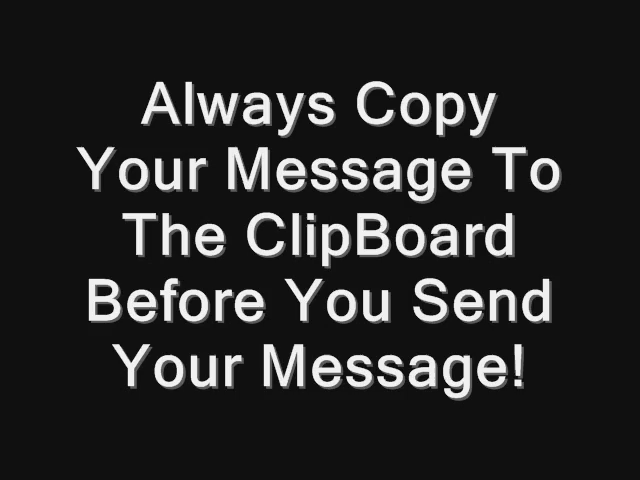 Always Copy
Your Message To
The ClipBoard
Before You Send
Your Message!